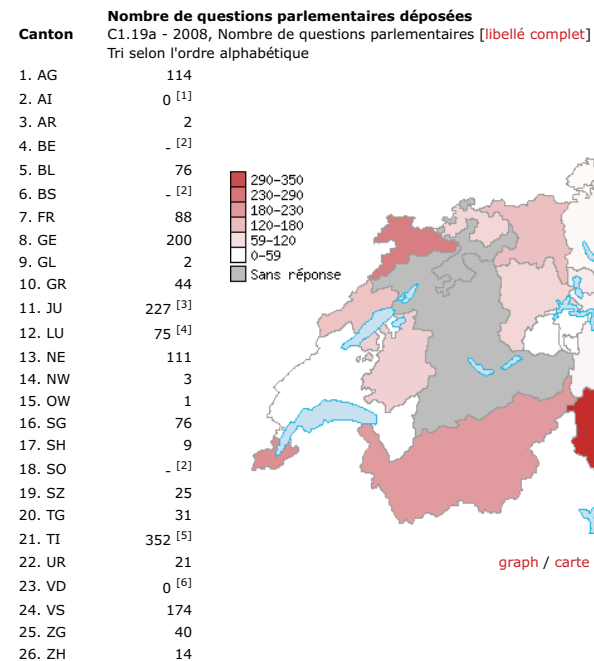 Nombre de questions parlementaires déposées
Canton C1.19a - 2008, Nombre de questions parlementaires [libellé complet]
Tri selon l'ordre alphabétique
1. AG 114
2. AI 0 [1]
3. AR 2
4. BE - [2]
5. BL 76
6. BS - [2]
7. FR 88
8. GE 200
9. GL 2
10. GR 44
11. JU 227 [3]
12. LU 75 [4]
13. NE 111
14. NW 3
15. OW 1
16. SG 76
17. SH 9
18. SO - [2]
19. SZ 25
20. TG 31
21. TI 352 [5]
22. UR 21
23. VD 0 [6]
24. VS 174
25. ZG 40
26. ZH 14
290-350
230-290
180-230
120-180
59-120
0-59
Sans réponse
graph / carte